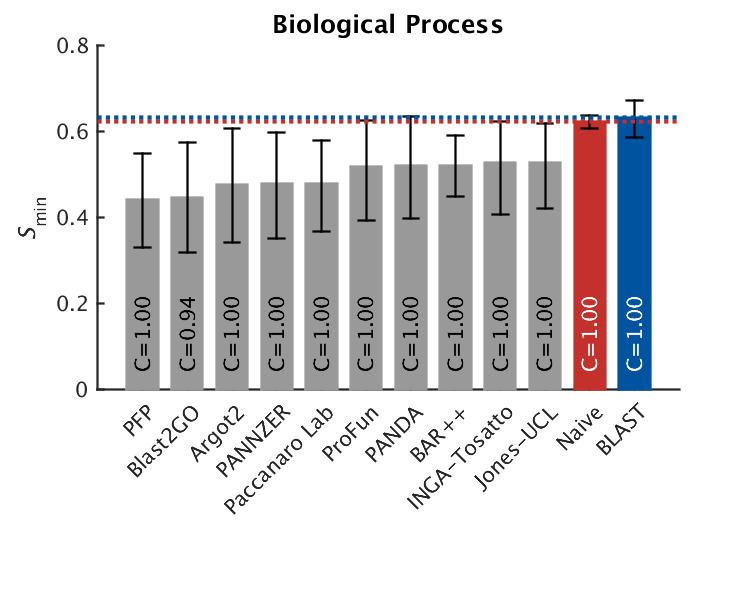 Biological Process
0.8
0.6
0.4
0.2
0
Smin
C=1.00
C=0.94
C=1.00
C=1.00
C=1.00
C=1.00
C=1.00
C=1.00
C=1.00
C=1.00
C=1.00
C=1.00
PFP
Blast2GO
Argot2
PANNZER
Paccanaro Lab
ProFun
PANDA
BAR++
INGA-Tosatto
Jones-UCL
Naive
BLAST